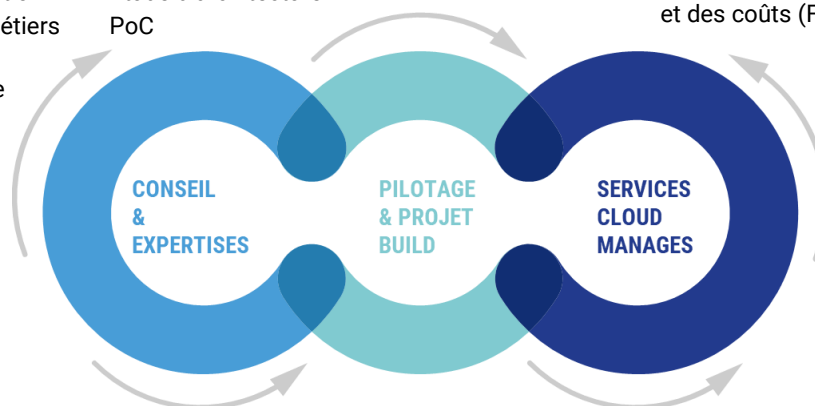 étiers
PoC
et des coûts (F
e
CONSEIL
&
EXPERTISES
PILOTAGE
& PROJET
BUILD
SERVICES
CLOUD
MANAGES